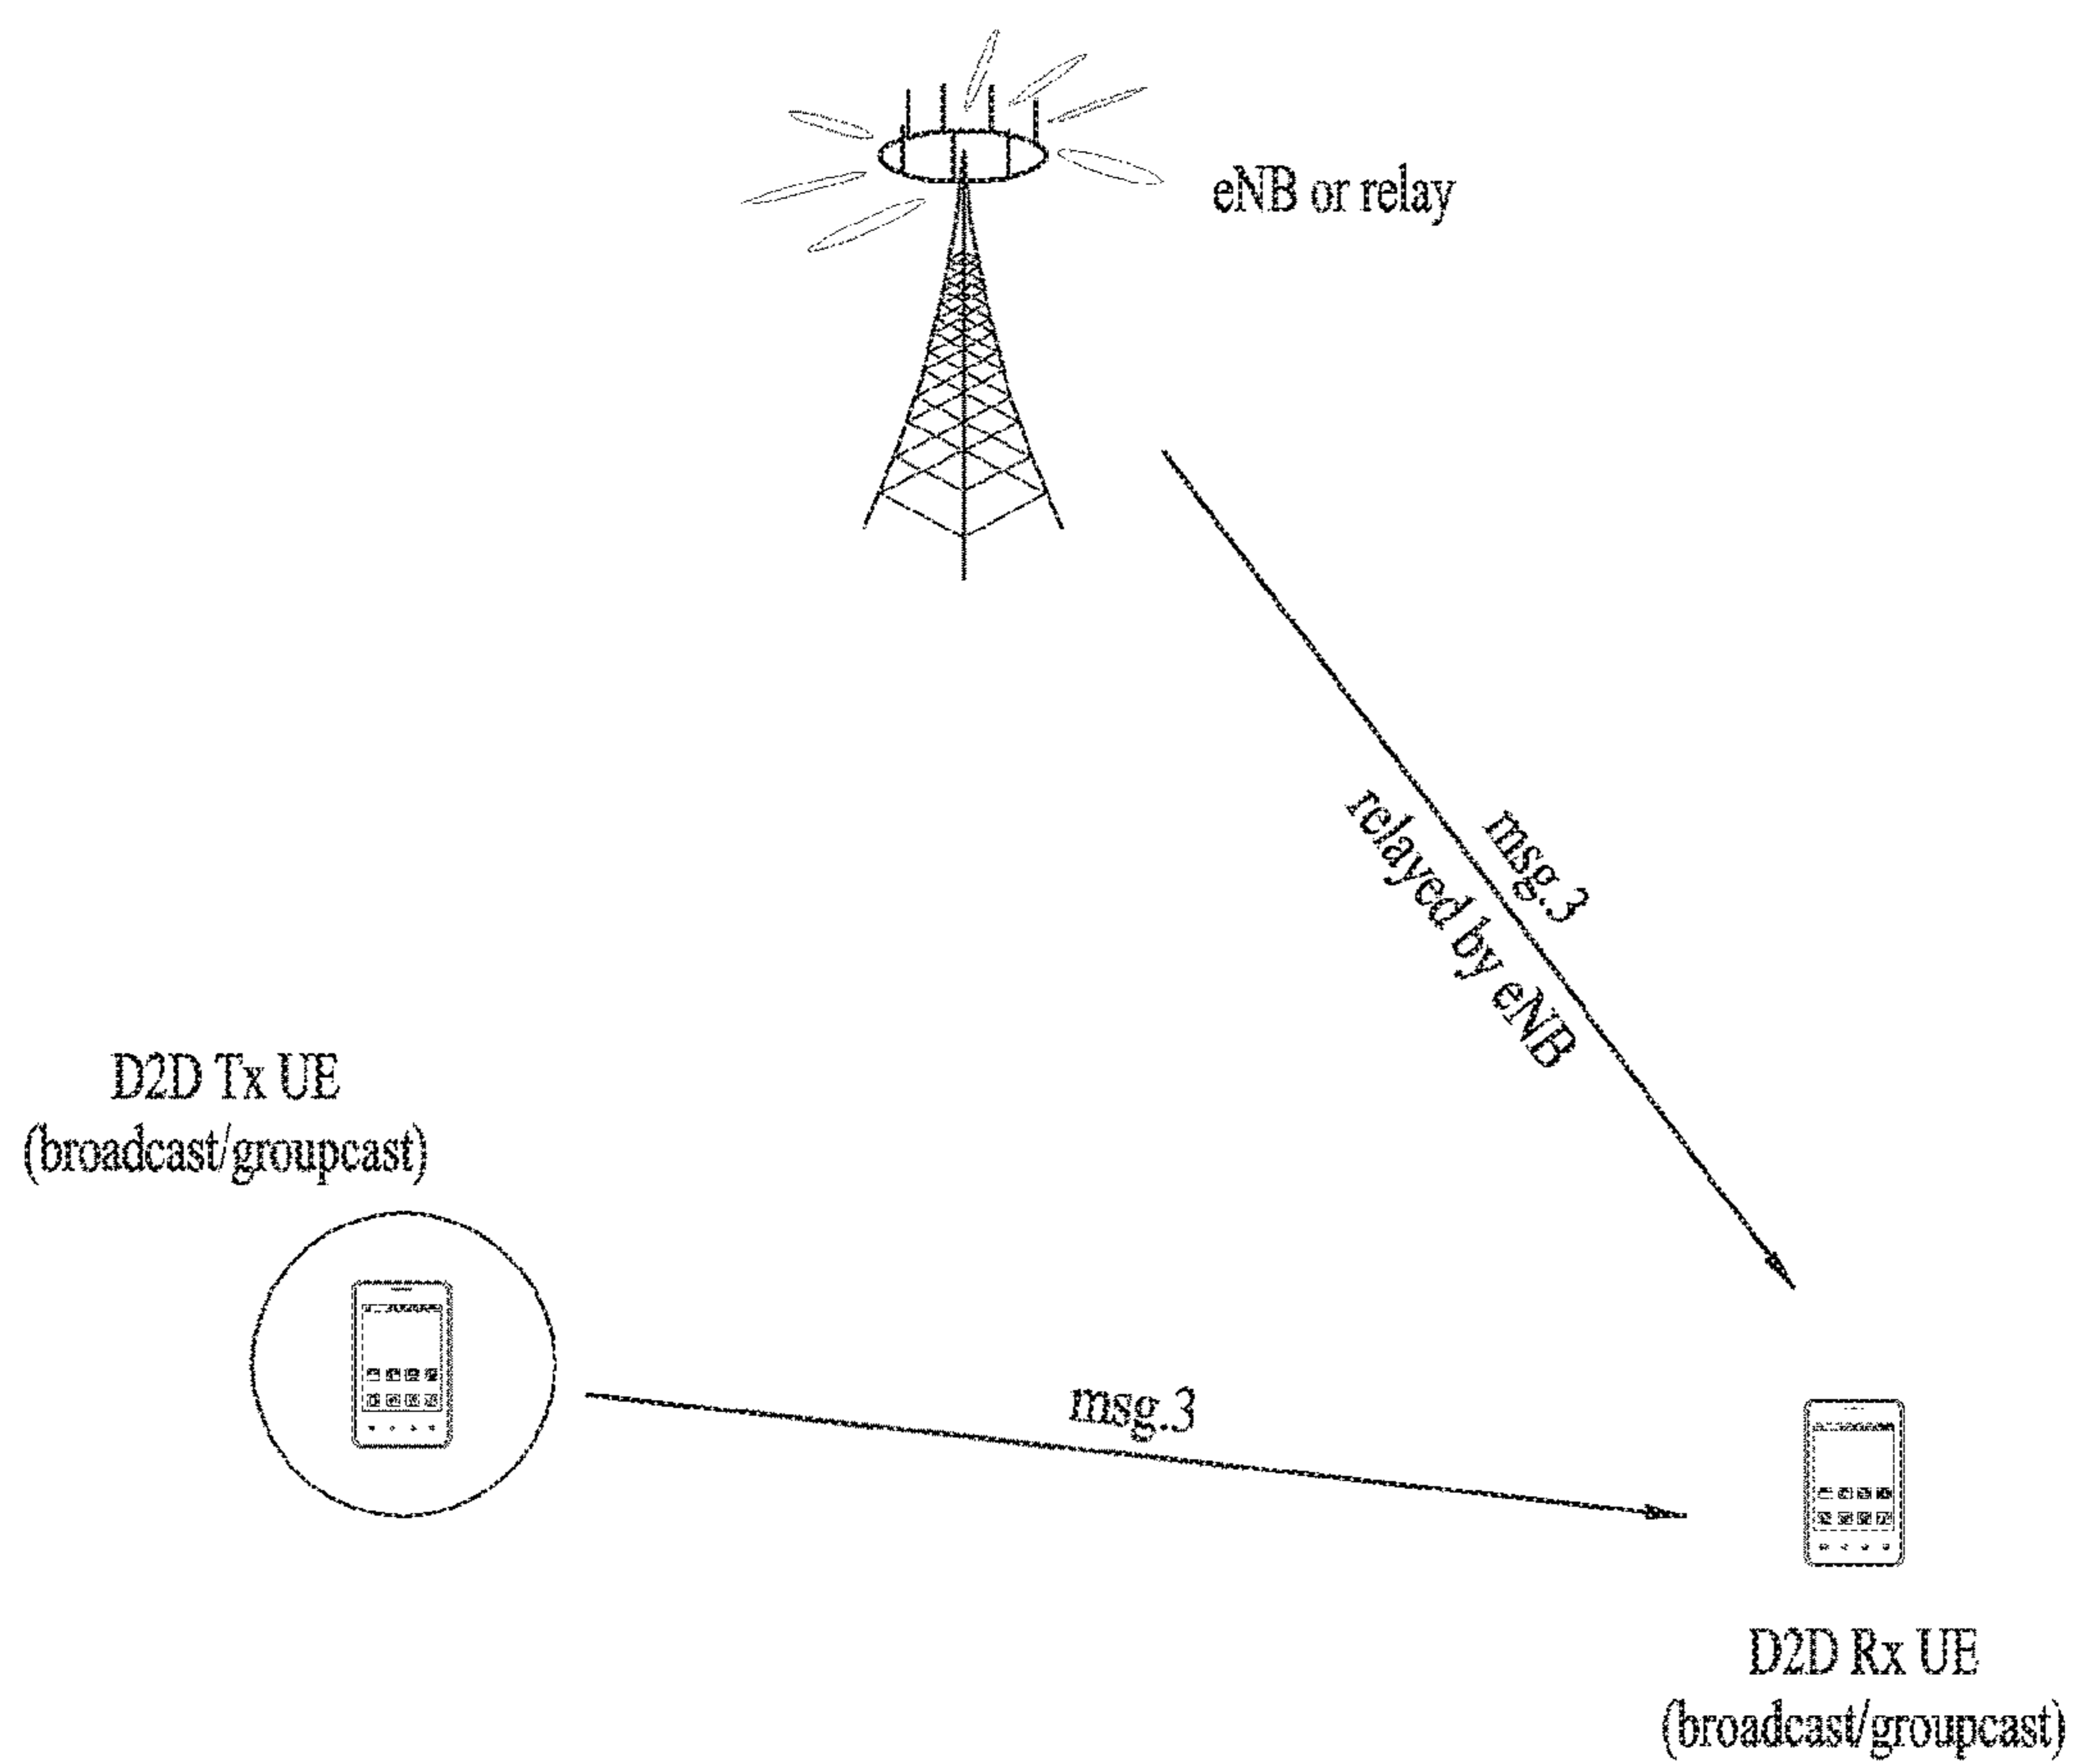 eNB or relay
msg.3
relayed by eNB
D2D Tx UE
(broadcast/groupcast)
msg.3
D2D Rx UE
(broadcast/groupcast)